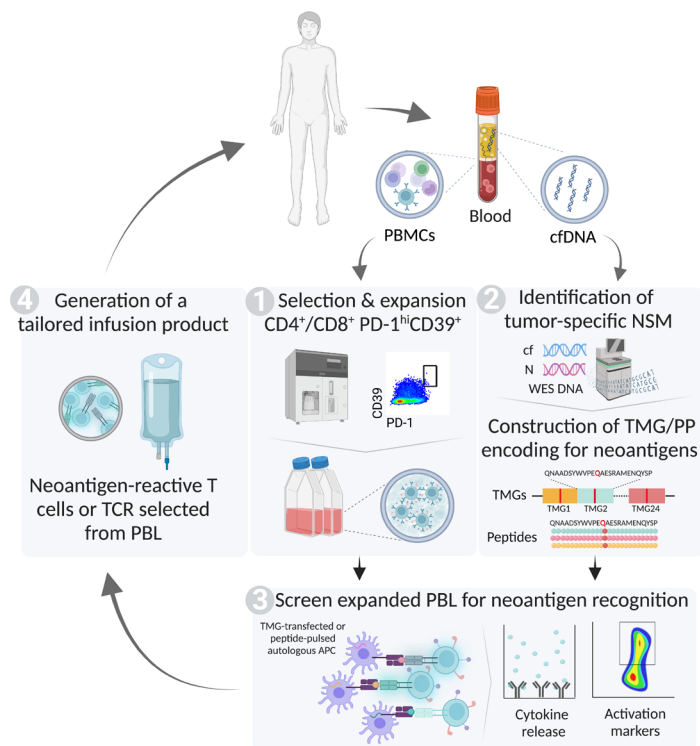 Blood
PBMCs
cfDNA
4
Generation of a
tailored infusion product
Neoantigen-reactive T
cells or TCR selected
from PBL
1
Selection & expansion
CD4+/CD8+ PD-1hiCD39+
CD39
PD-1
2
Identification of
tumor-specific NSM
cf
N
WES DNA
Construction of TMG/PP
encoding for neoantigens
QNAADSYWVPEQAESRAMENQYSP
TMGs
TMG1
TMG2
TMG24
QNAADSYWVPEQAESRAMENQYSP
Peptides
3
Screen expanded PBL for neoantigen recognition
TMG-transfected or
peptide-pulsed
autologous APC
Cytokine
release
Activation
markers